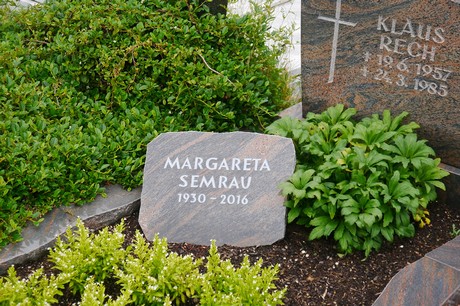 MARGARETA
SEMRAU
1930 - 2016
KLAUS
RECH
† 19.6.1957
† 24.3.1985